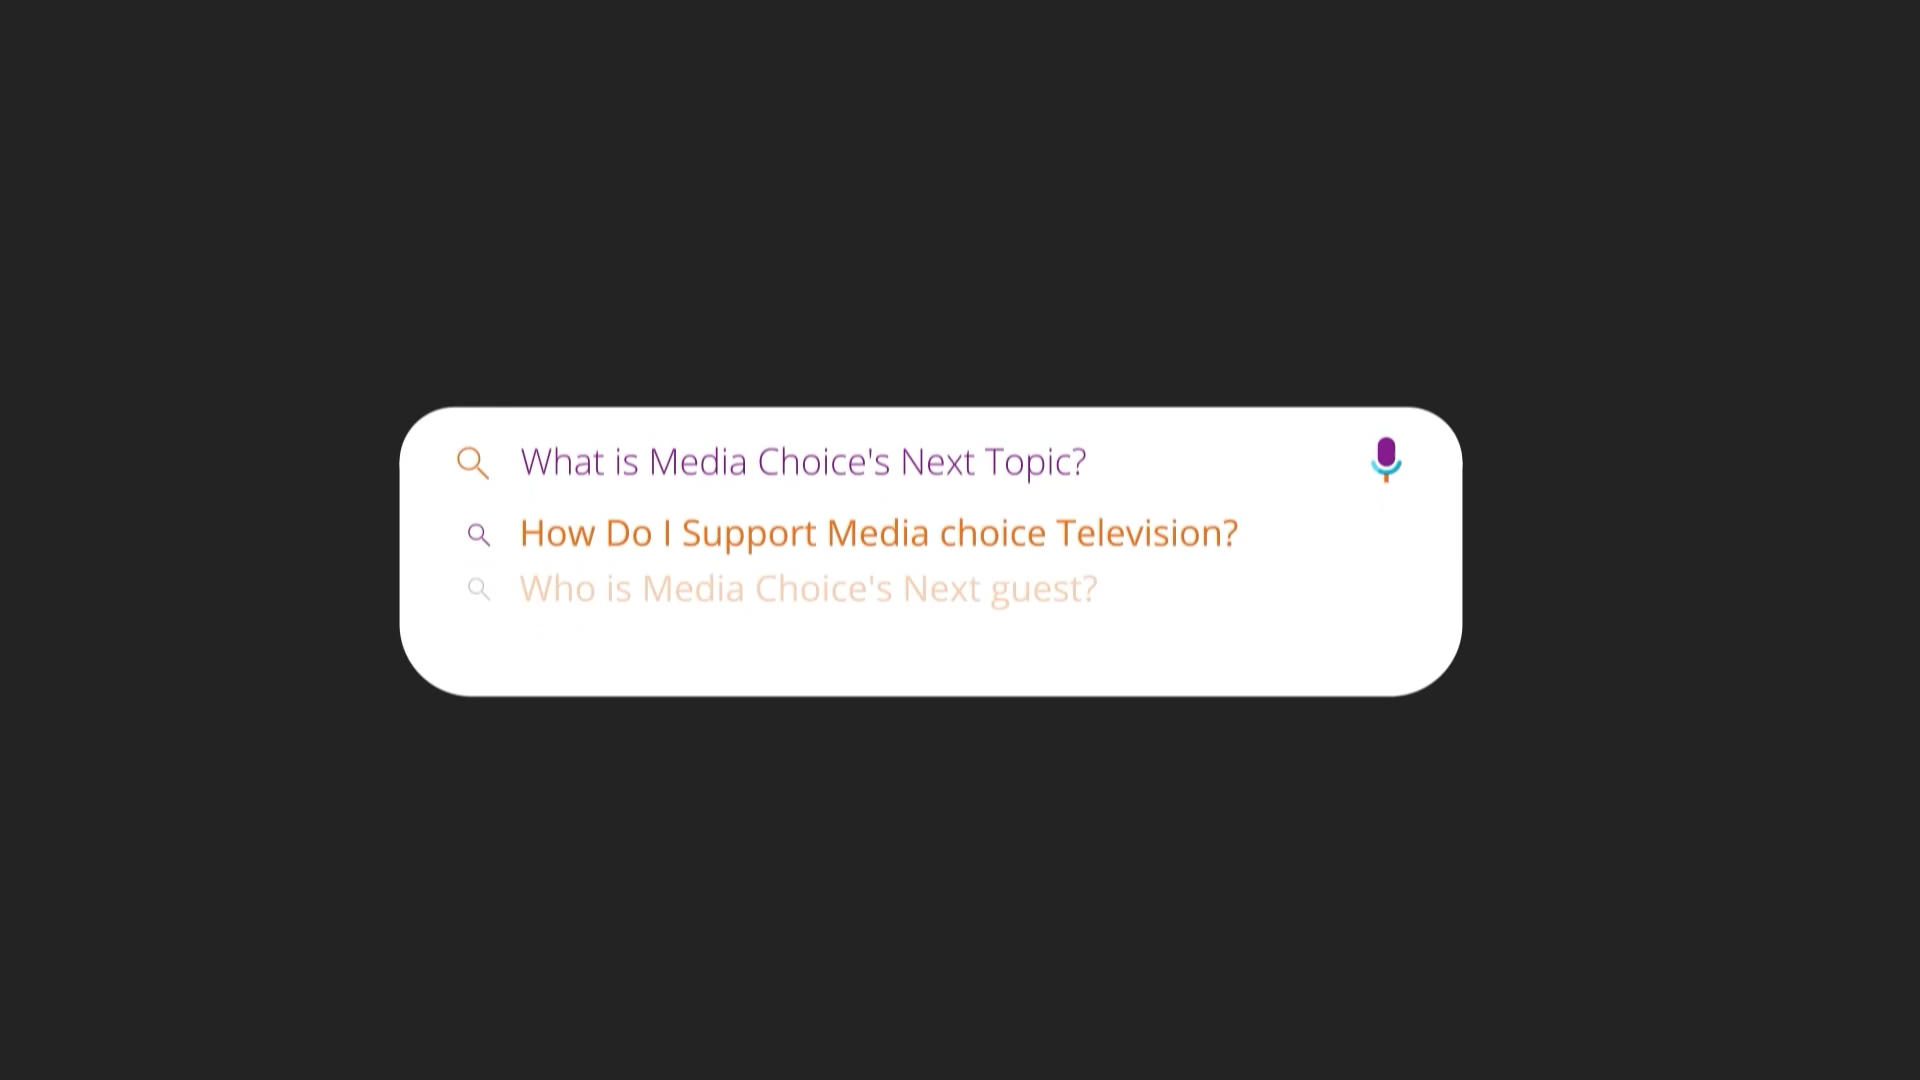 What is Media Choice's Next Topic?
How Do I Support Media choice Television?
Who is Media Choice's Next guest?